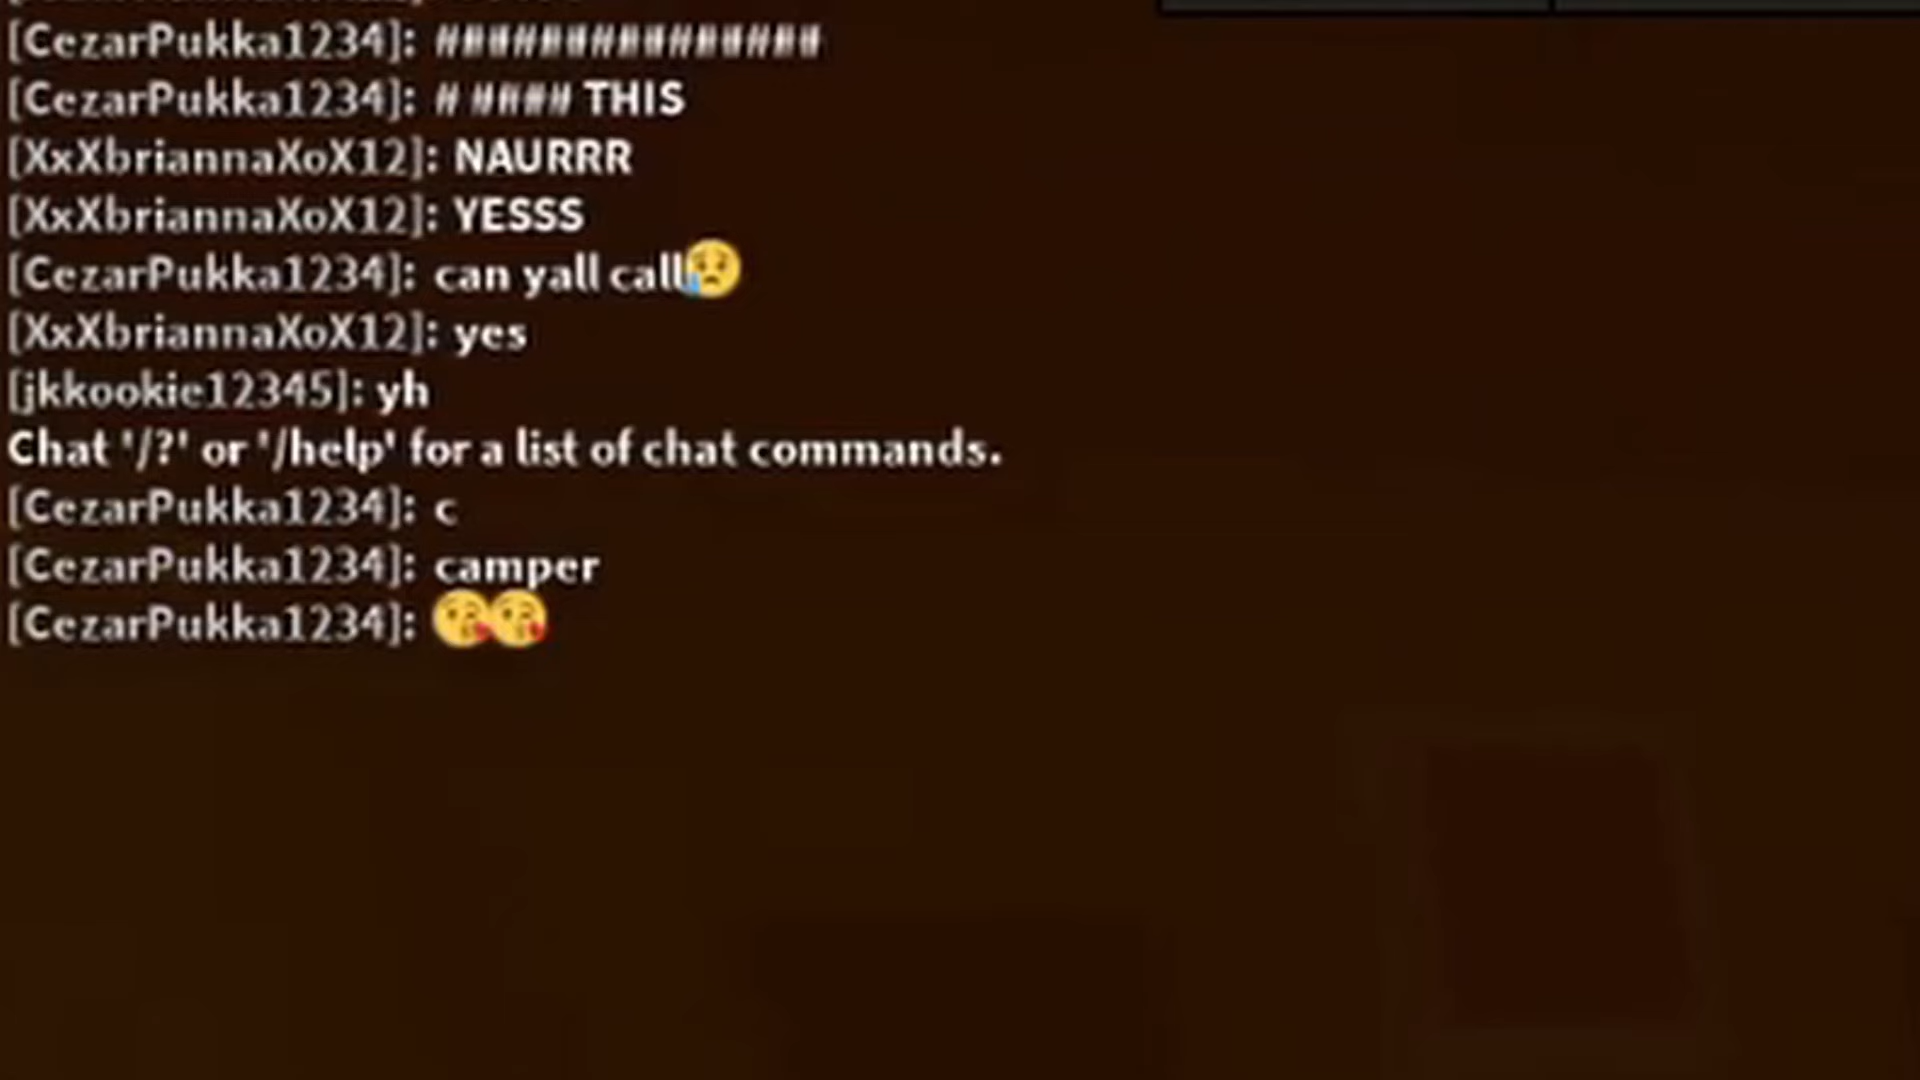 [CezarPukka1234]: ###############
[CezarPukka1234]: # #### THIS
[XxXbriannaXoX12]: NAURRR
[XxXbriannaXoX12]: YESSS
[CezarPukka1234]: can yall call😢
[XxXbriannaXoX12]: yes
[jkkookie12345]: yh
Chat '/?' or '/help' for a list of chat commands.
[CezarPukka1234]: c
[CezarPukka1234]: camper
[CezarPukka1234]: 😘😘